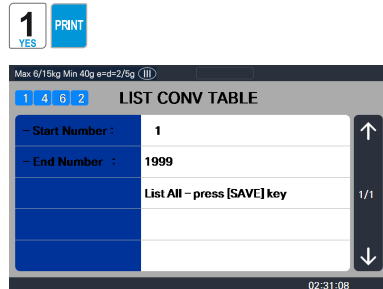 1
YES
PRINT
Max 6/15kg Min 40g e=d=2/5g III
1 4 6 2 LIST CONV TABLE
- Start Number : 1
- End Number : 1999
List All - press [SAVE] key
1/1
02:31:08